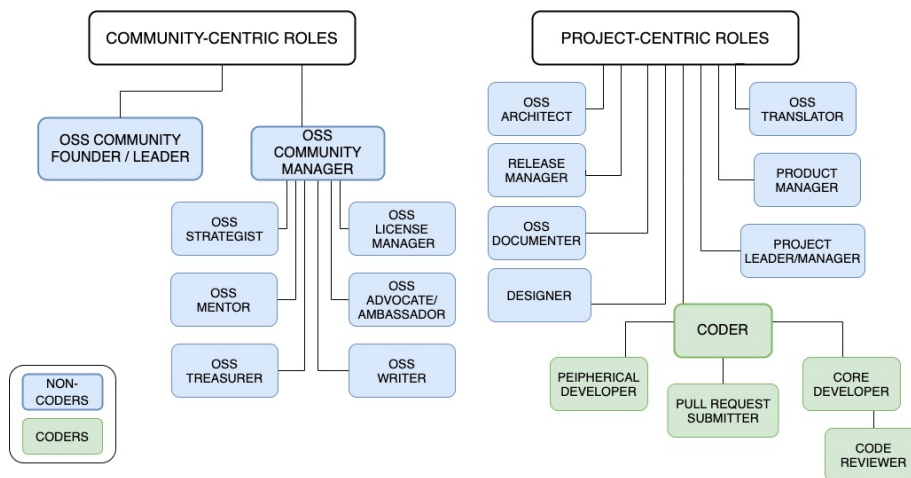 COMMUNITY-CENTRIC ROLES
OSS COMMUNITY
FOUNDER / LEADER
OSS
COMMUNITY
MANAGER
OSS
STRATEGIST
OSS
LICENSE
MANAGER
OSS
MENTOR
OSS
ADVOCATE/
AMBASSADOR
OSS
TREASURER
OSS
WRITER
NON-
CODERS
CODERS
PROJECT-CENTRIC ROLES
OSS
ARCHITECT
OSS
TRANSLATOR
RELEASE
MANAGER
PRODUCT
MANAGER
OSS
DOCUMENTER
PROJECT
LEADER/MANAGER
DESIGNER
CODER
PEIPHERICAL
DEVELOPER
PULL REQUEST
SUBMITTER
CORE
DEVELOPER
CODE
REVIEWER